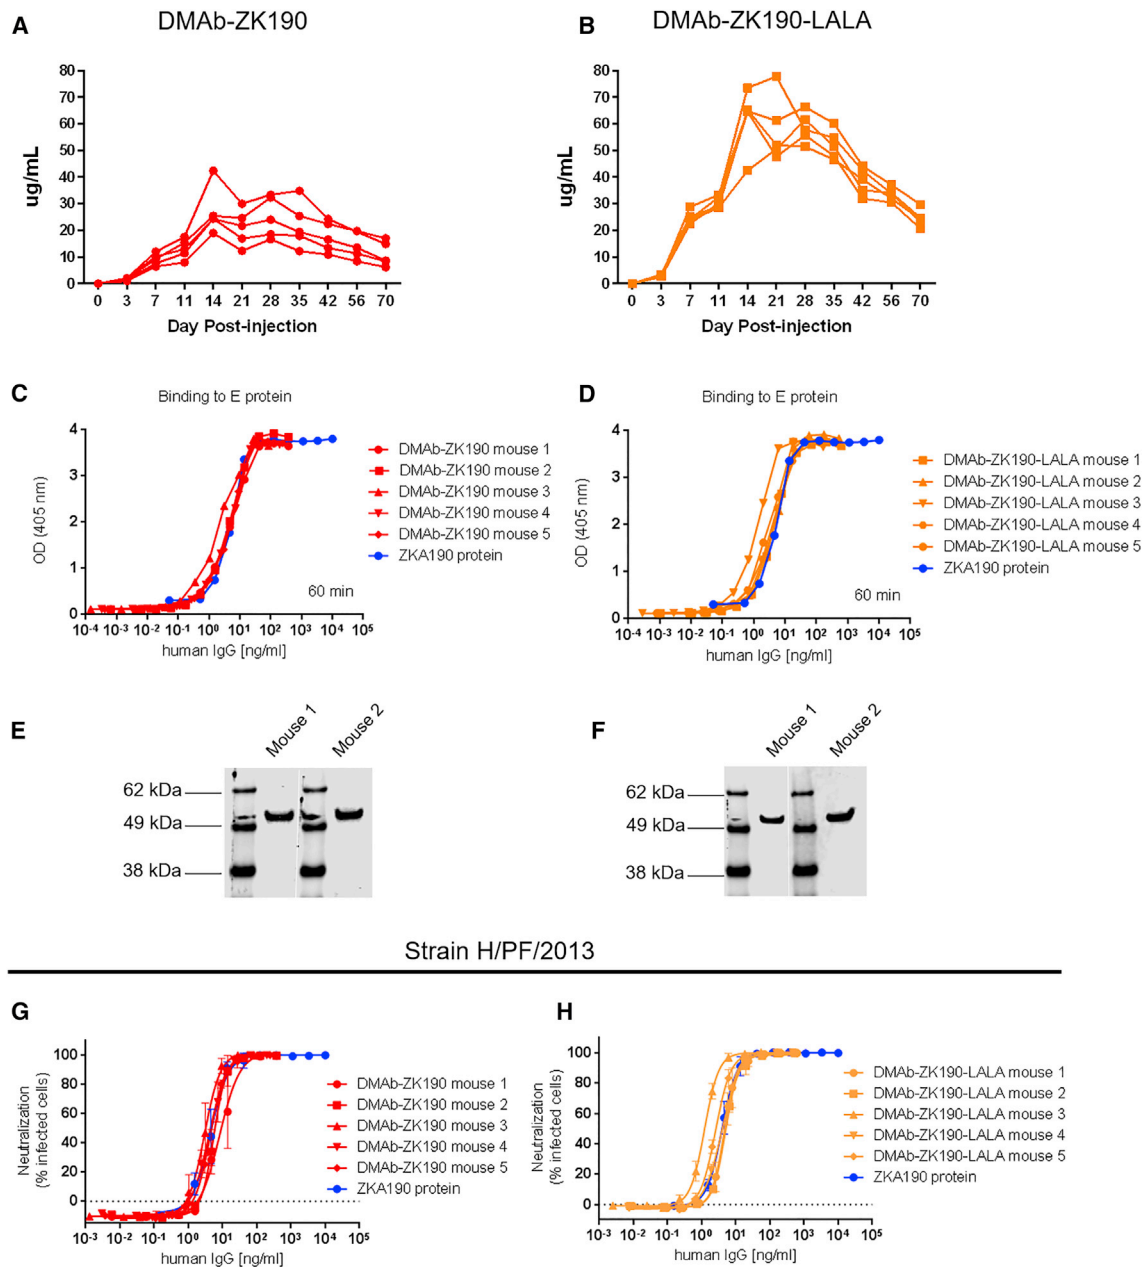 A
DMAb-ZK190
B
DMAb-ZK190-LALA
80
70
60
50
40
30
20
10
0
ug/mL
0 3 7 11 14 21 28 35 42 56 70
Day Post-injection
80
70
60
50
40
30
20
10
0
ug/mL
0 3 7 11 14 21 28 35 42 56 70
Day Post-injection
C
Binding to E protein
4
3
2
1
0
OD (405 nm)
60 min
10-4 10-3 10-2 10-1 100 101 102 103 104 105
human IgG [ng/ml]
DMAb-ZK190 mouse 1
DMAb-ZK190 mouse 2
DMAb-ZK190 mouse 3
DMAb-ZK190 mouse 4
DMAb-ZK190 mouse 5
ZKA190 protein
D
Binding to E protein
4
3
2
1
0
OD (405 nm)
60 min
10-4 10-3 10-2 10-1 100 101 102 103 104 105
human IgG [ng/ml]
DMAb-ZK190-LALA mouse 1
DMAb-ZK190-LALA mouse 2
DMAb-ZK190-LALA mouse 3
DMAb-ZK190-LALA mouse 4
DMAb-ZK190-LALA mouse 5
ZKA190 protein
E
Mouse 1
Mouse 2
62 kDa
49 kDa
38 kDa
F
Mouse 1
Mouse 2
62 kDa
49 kDa
38 kDa
Strain H/PF/2013
G
100
80
60
40
20
0
Neutralization
(% infected cells)
10-3 10-2 10-1 100 101 102 103 104 105
human IgG [ng/ml]
DMAb-ZK190 mouse 1
DMAb-ZK190 mouse 2
DMAb-ZK190 mouse 3
DMAb-ZK190 mouse 4
DMAb-ZK190 mouse 5
ZKA190 protein
H
100
80
60
40
20
0
Neutralization
(% infected cells)
10-3 10-2 10-1 100 101 102 103 104 105
human IgG [ng/ml]
DMAb-ZK190-LALA mouse 1
DMAb-ZK190-LALA mouse 2
DMAb-ZK190-LALA mouse 3
DMAb-ZK190-LALA mouse 4
DMAb-ZK190-LALA mouse 5
ZKA190 protein